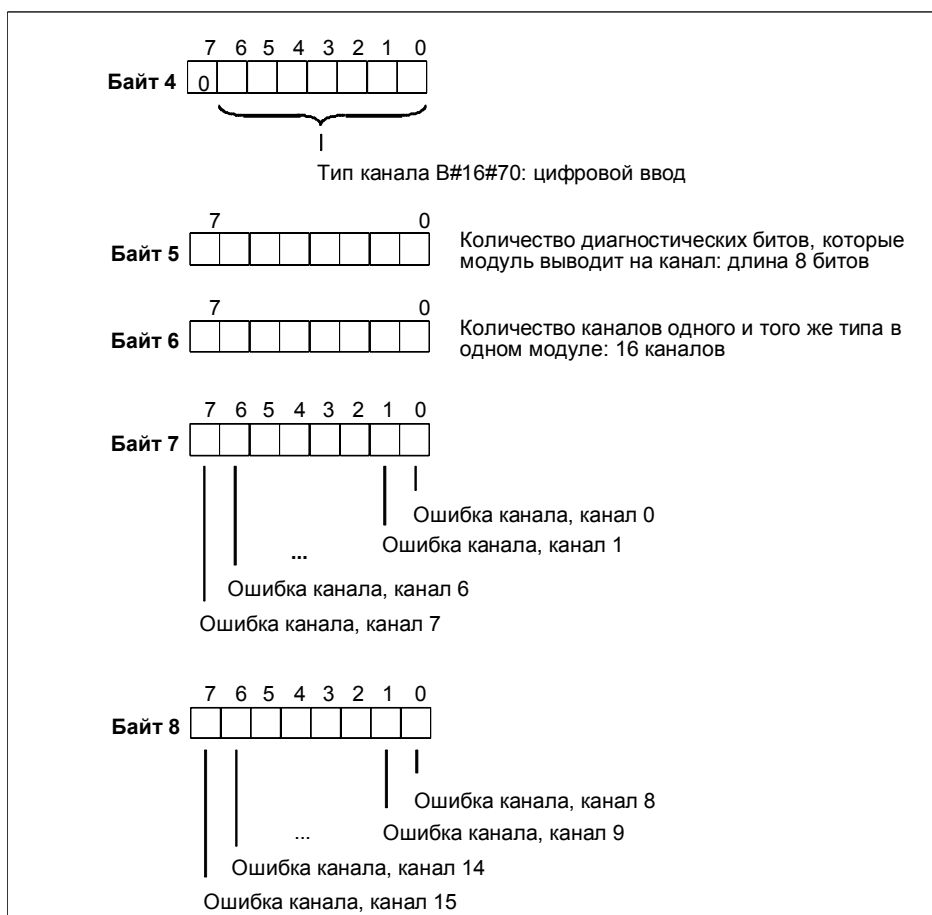 7 6 5 4 3 2 1 0
Байт 4 0
Тип канала B#16#70: цифровой ввод
7 0
Байт 5
Количество диагностических битов, которые
модуль выводит на канал: длина 8 битов
7 0
Байт 6
Количество каналов одного и того же типа в
одном модуле: 16 каналов
7 6 5 4 3 2 1 0
Байт 7
Ошибка канала, канал 0
... Ошибка канала, канал 1
Ошибка канала, канал 6
Ошибка канала, канал 7
7 6 5 4 3 2 1 0
Байт 8
Ошибка канала, канал 8
... Ошибка канала, канал 9
Ошибка канала, канал 14
Ошибка канала, канал 15